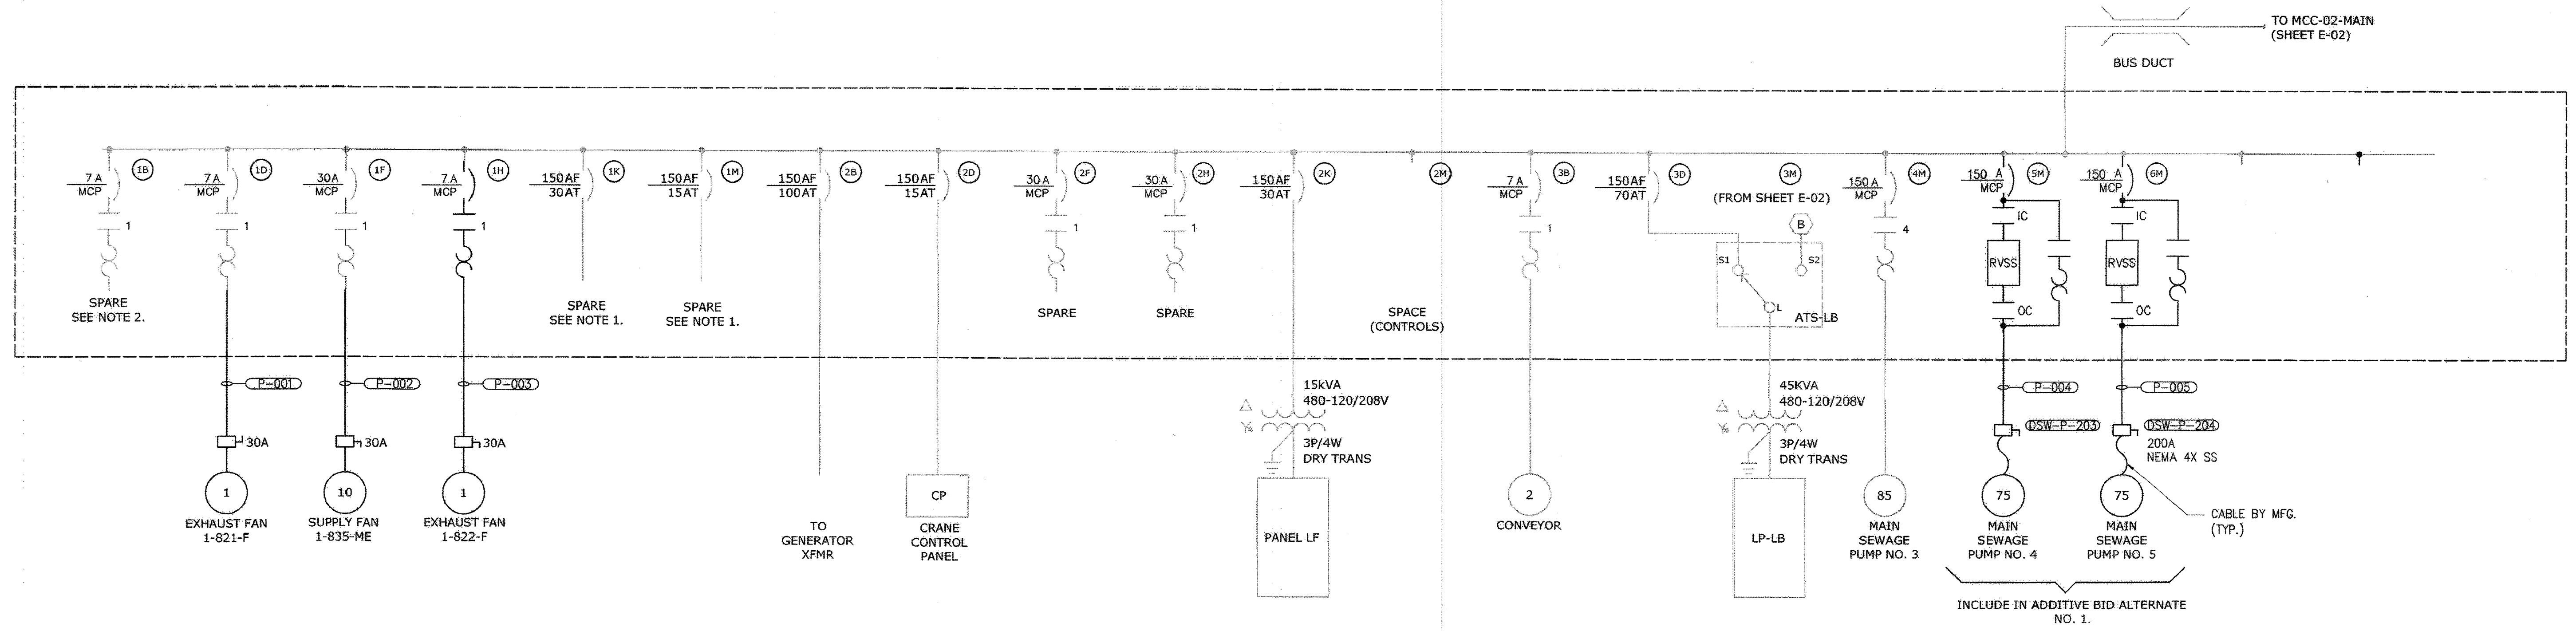 TO MCC-02-MAIN
(SHEET E-02)
BUS DUCT
7 A
MCP
1B
1
SPARE
SEE NOTE 2.
7 A
MCP
1D
1
P-001
30A
1
EXHAUST FAN
1-821-F
30A
MCP
1F
1
P-002
30A
10
SUPPLY FAN
1-835-ME
7 A
MCP
1H
1
P-003
30A
1
EXHAUST FAN
1-822-F
150AF
30AT
1K
SPARE
SEE NOTE 1.
150AF
15AT
1M
SPARE
SEE NOTE 1.
150AF
100AT
2B
TO
GENERATOR
XFMR
150AF
15AT
2D
CP
CRANE
CONTROL
PANEL
30 A
MCP
2F
1
SPARE
30 A
MCP
2H
1
SPARE
150AF
30AT
2K
15kVA
480-120/208V
3P/4W
DRY TRANS
PANEL LF
2M
SPACE
(CONTROLS)
7 A
MCP
3B
1
2
CONVEYOR
150AF
70AT
3D
3M
(FROM SHEET E-02)
B
S1
S2
L
ATS-LB
45KVA
480-120/208V
3P/4W
DRY TRANS
LP-LB
150 A
MCP
4M
4
85
MAIN
SEWAGE
PUMP NO. 3
150 A
MCP
5M
IC
RVSS
OC
P-004
DSW-P-203
75
MAIN
SEWAGE
PUMP NO. 4
150 A
MCP
6M
IC
RVSS
OC
P-005
DSW-P-204
200A
NEMA 4X SS
75
MAIN
SEWAGE
PUMP NO. 5
CABLE BY MFG.
(TYP.)
INCLUDE IN ADDITIVE BID ALTERNATE
NO. 1.